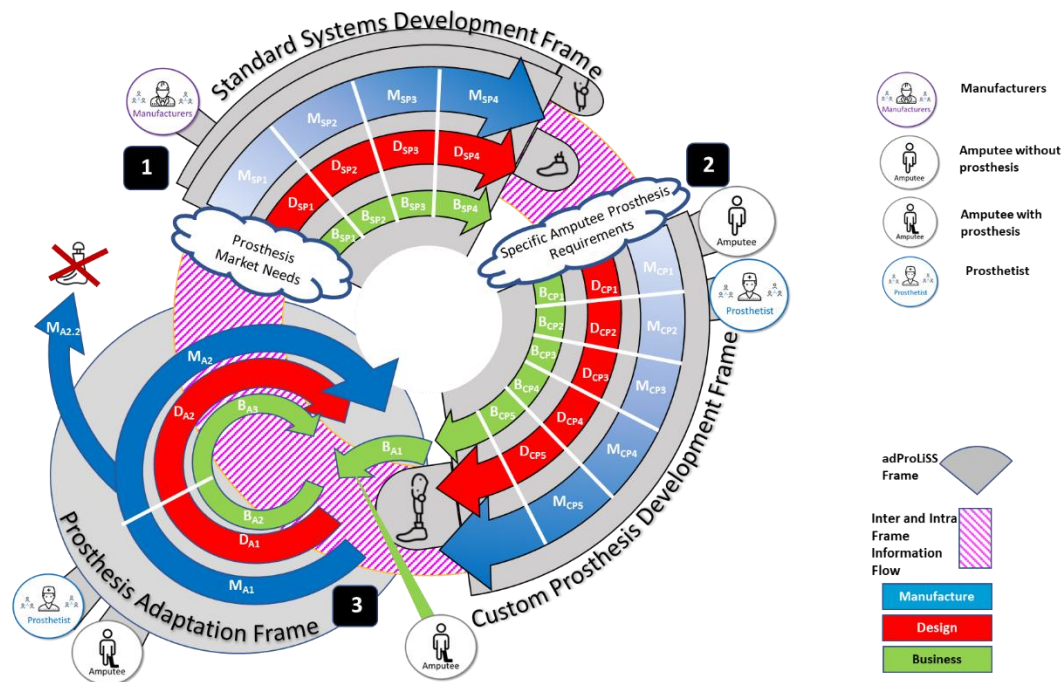 Standard Systems Development Frame
Manufacturers
1
M_SP1
M_SP2
M_SP3
M_SP4
D_SP1
D_SP2
D_SP3
D_SP4
B_SP1
B_SP2
B_SP3
B_SP4
Prosthesis
Market Needs
2
Specific Amputee Prosthesis
Requirements
Amputee
Prosthetist
Custom Prosthesis Development Frame
B_CP1
B_CP2
B_CP3
B_CP4
B_CP5
D_CP1
D_CP2
D_CP3
D_CP4
D_CP5
M_CP1
M_CP2
M_CP3
M_CP4
M_CP5
M_A2.2
M_A2
D_A2
B_A3
B_A1
B_A2
D_A1
M_A1
Prosthesis Adaptation Frame
3
Prosthetist
Amputee
Amputee
Manufacturers
Manufacturers
Amputee
Amputee without
prosthesis
Amputee
Amputee with
prosthesis
Prosthetist
Prosthetist
adProLiSS
Frame
Inter and Intra
Frame
Information
Flow
Manufacture
Design
Business